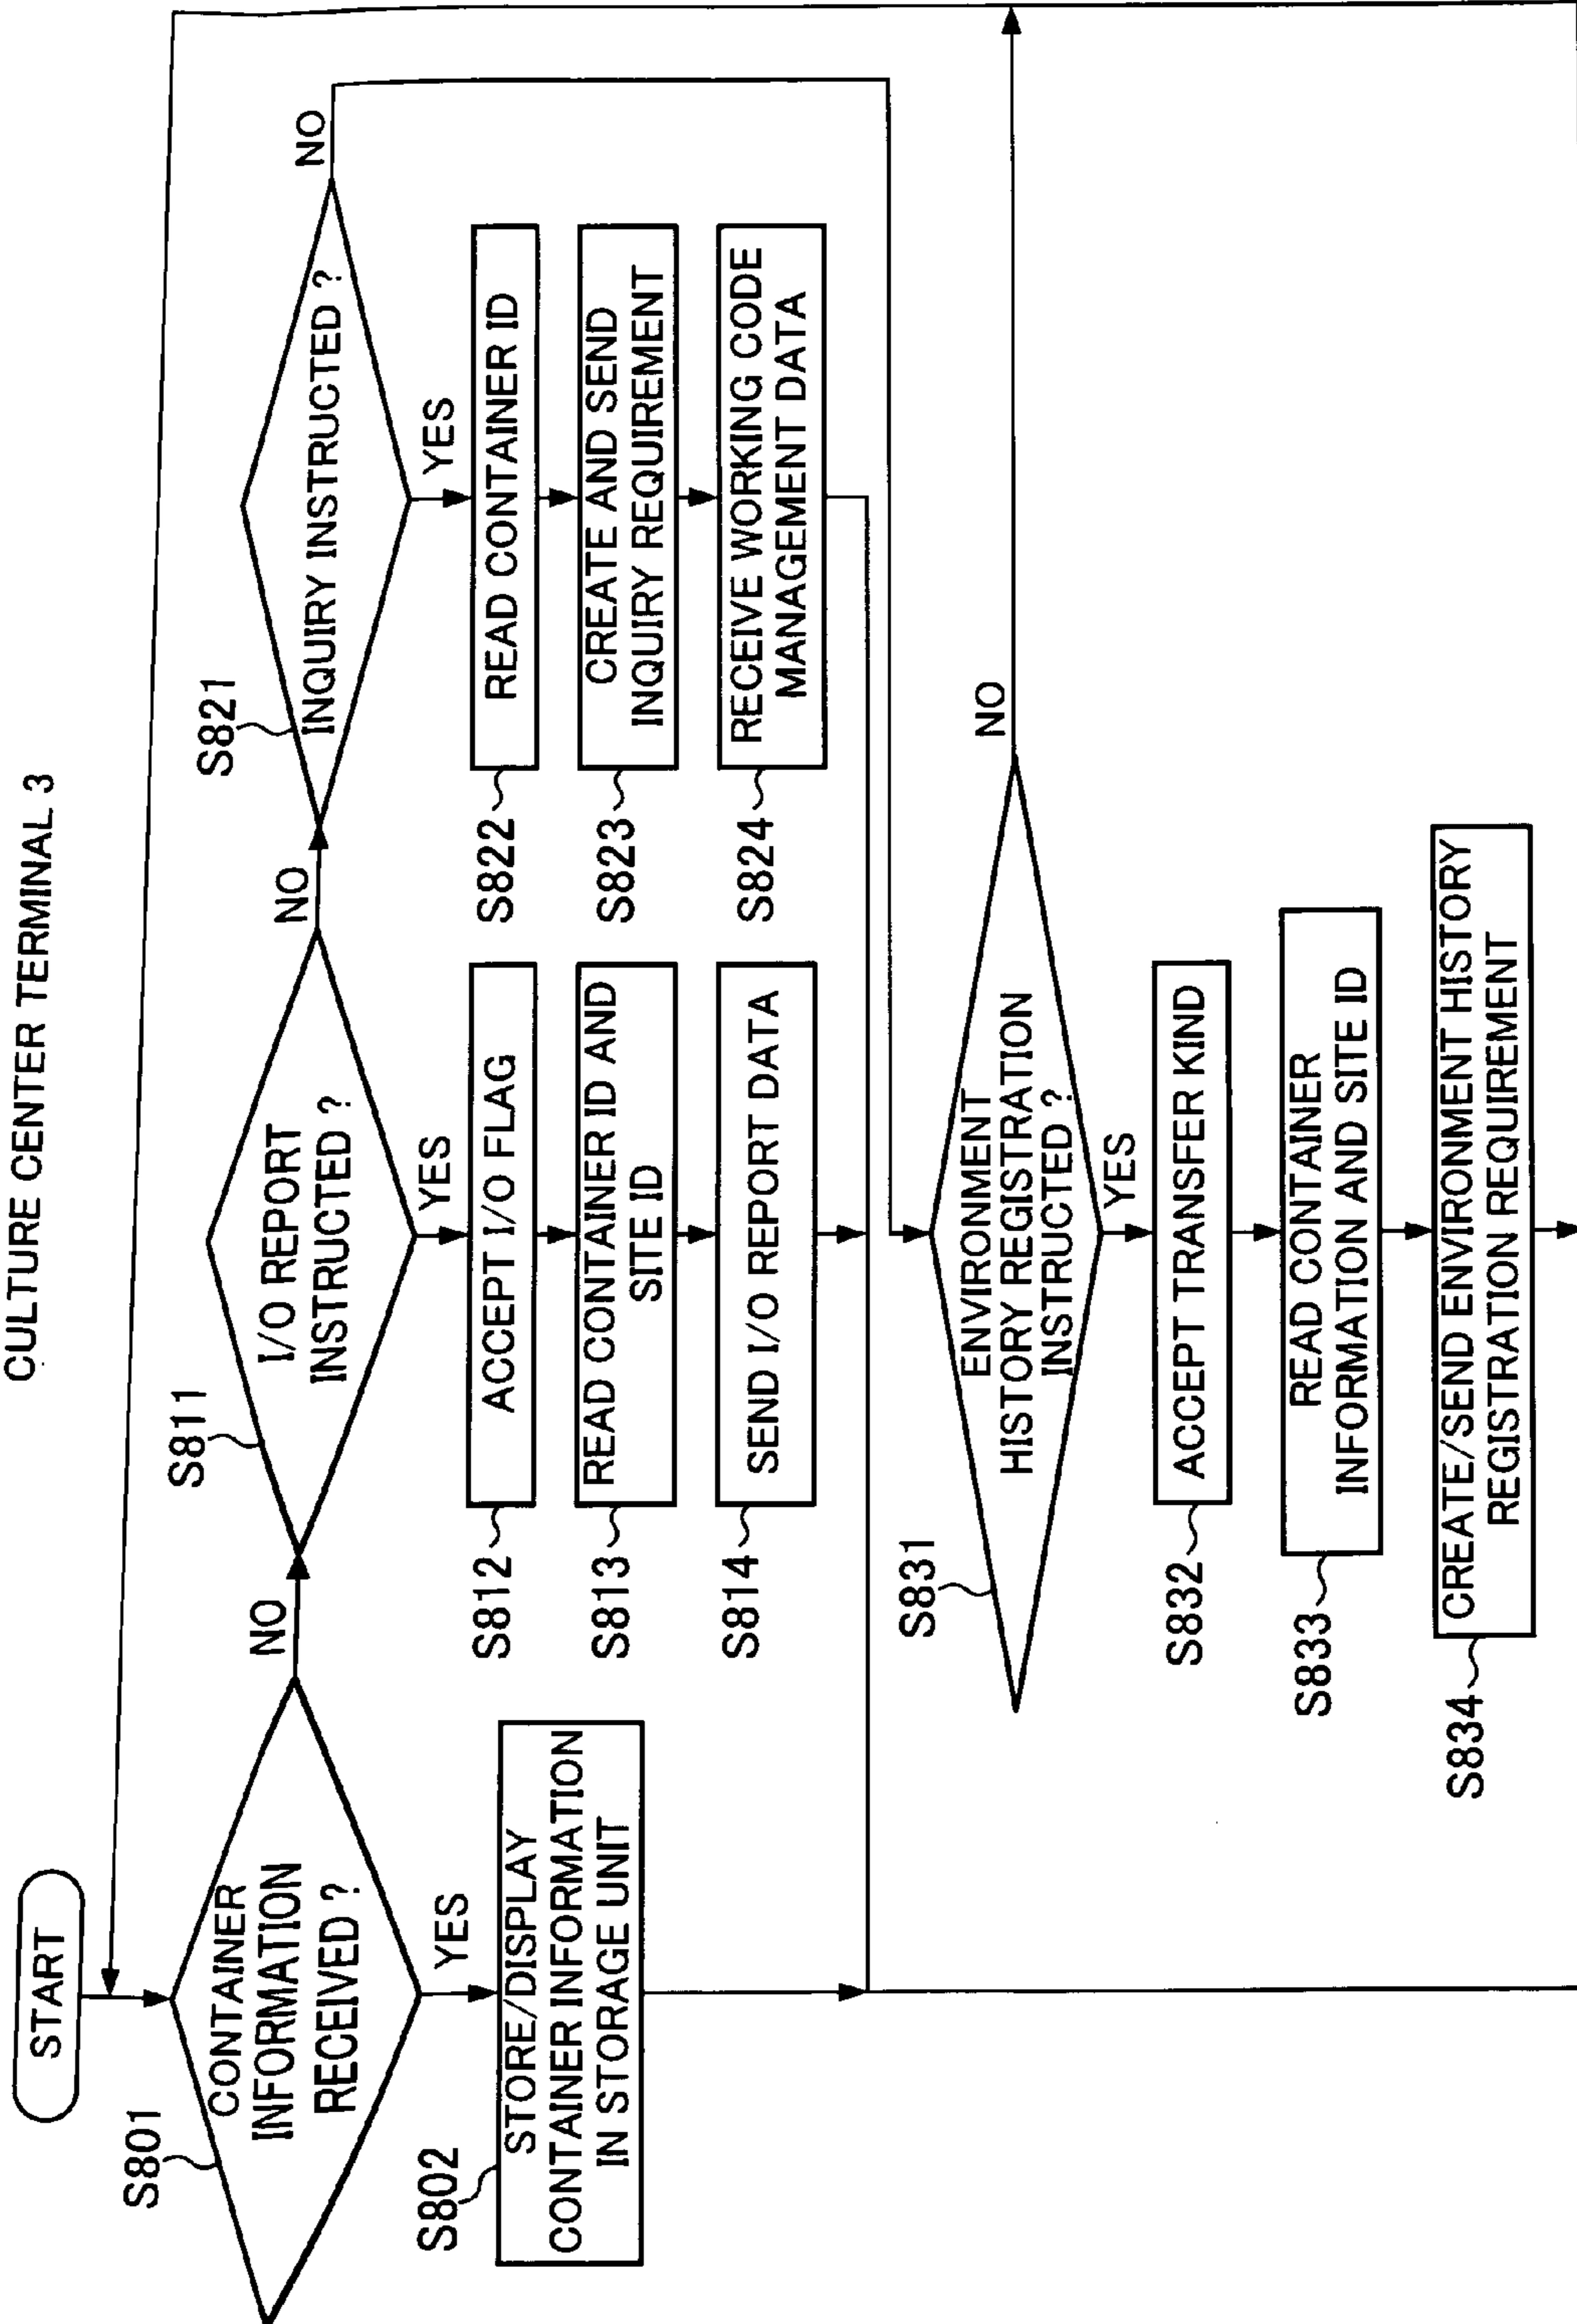 CULTURE CENTER TERMINAL 3
START
S801
CONTAINER
INFORMATION
RECEIVED ?
NO
YES
S802
STORE/DISPLAY
CONTAINER INFORMATION
IN STORAGE UNIT
S811
I/O REPORT
INSTRUCTED ?
NO
YES
S812
ACCEPT I/O FLAG
S813
READ CONTAINER ID AND
SITE ID
S814
SEND I/O REPORT DATA
S821
INQUIRY INSTRUCTED ?
NO
YES
S822
READ CONTAINER ID
S823
CREATE AND SEND
INQUIRY REQUIREMENT
S824
RECEIVE WORKING CODE
MANAGEMENT DATA
S831
ENVIRONMENT
HISTORY REGISTRATION
INSTRUCTED ?
NO
YES
S832
ACCEPT TRANSFER KIND
S833
READ CONTAINER
INFORMATION AND SITE ID
S834
CREATE/SEND ENVIRONMENT HISTORY
REGISTRATION REQUIREMENT